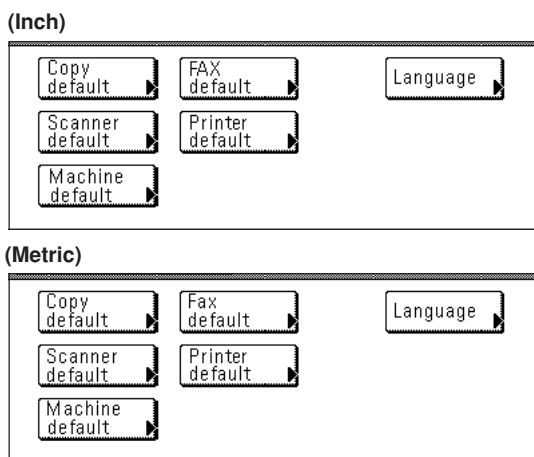 (Inch)
Copy
default
FAX
default
Language
Scanner
default
Printer
default
Machine
default
(Metric)
Copy
default
Fax
default
Language
Scanner
default
Printer
default
Machine
default